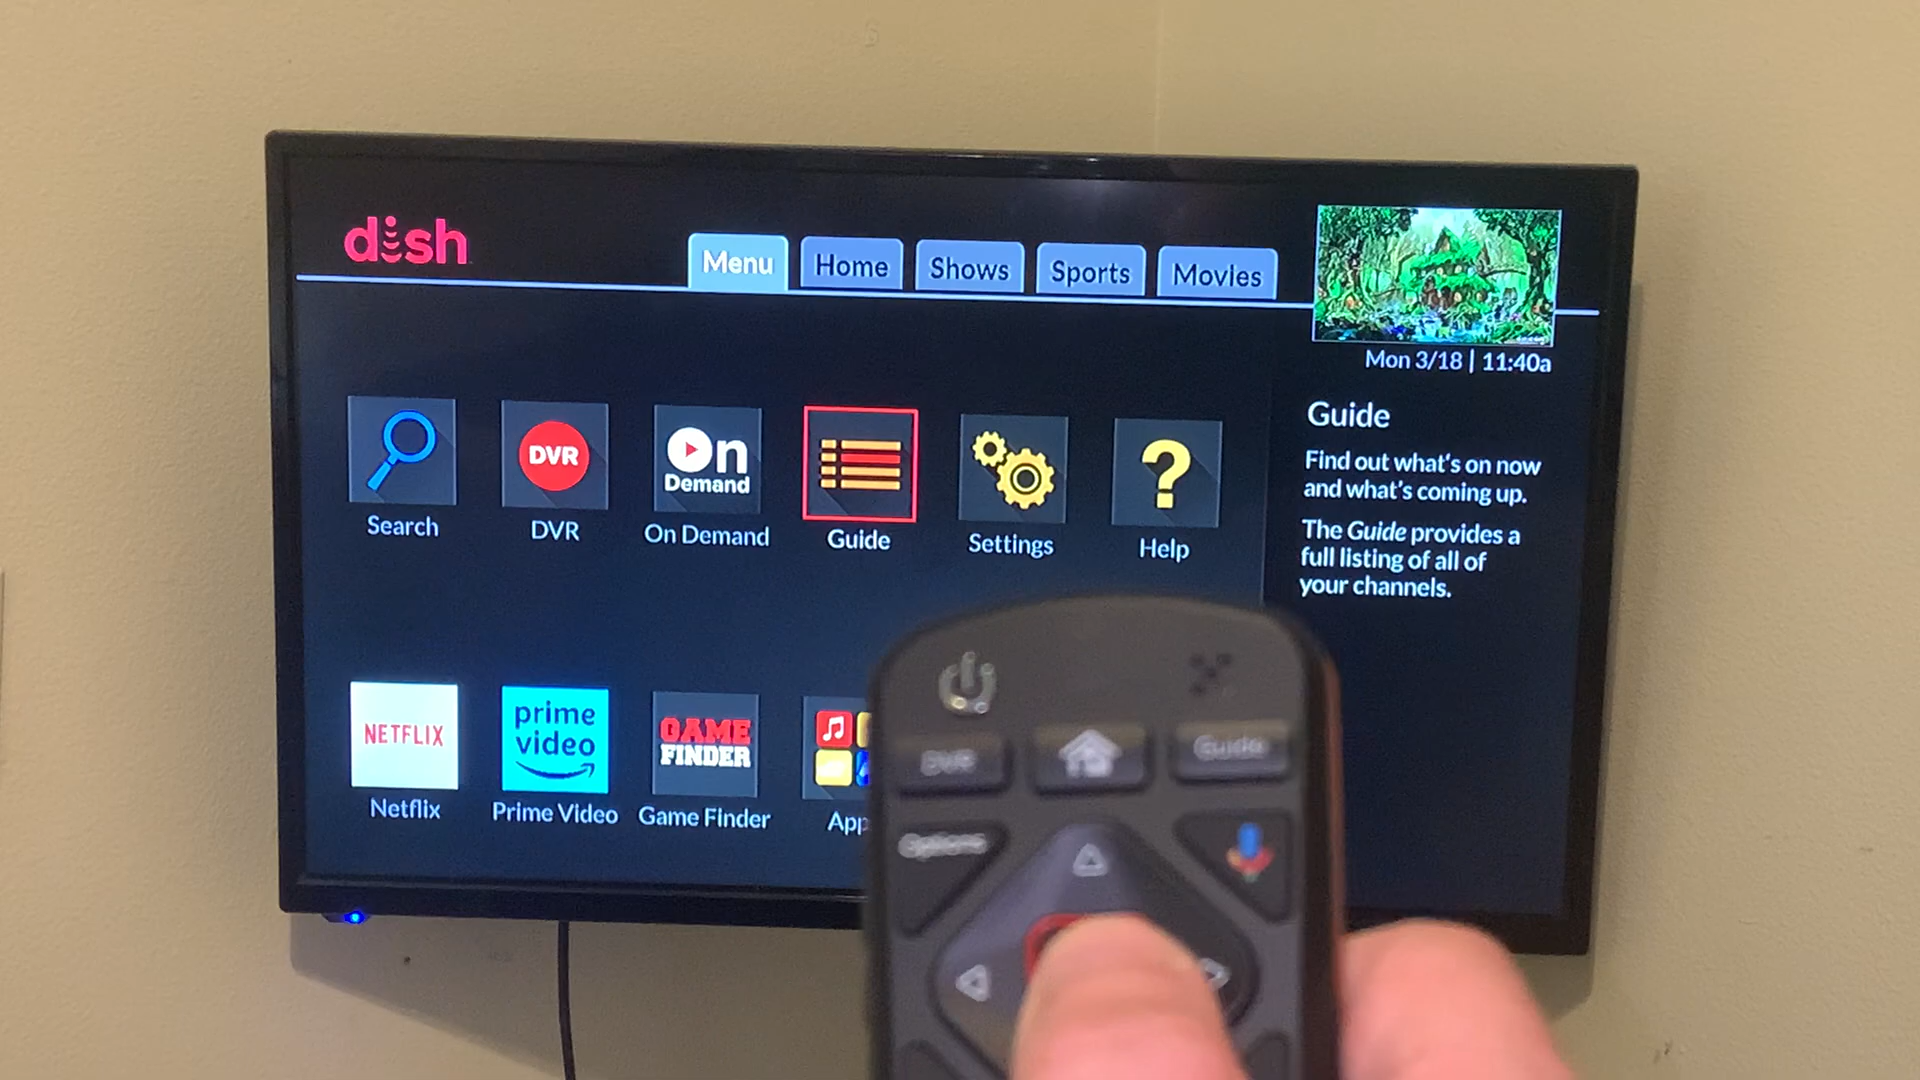 dish
Menu
Home
Shows
Sports
Movies
Mon 3/18 | 11:40a
DVR
On
Demand
Search
DVR
On Demand
Guide
Settings
?
Help
Guide
Find out what's on now
and what's coming up.
The Guide provides a
full listing of all of
your channels.
NETFLIX
prime
video
GAME
FINDER
Netflix
Prime Video
Game Finder
App
DVR
Guide
Options